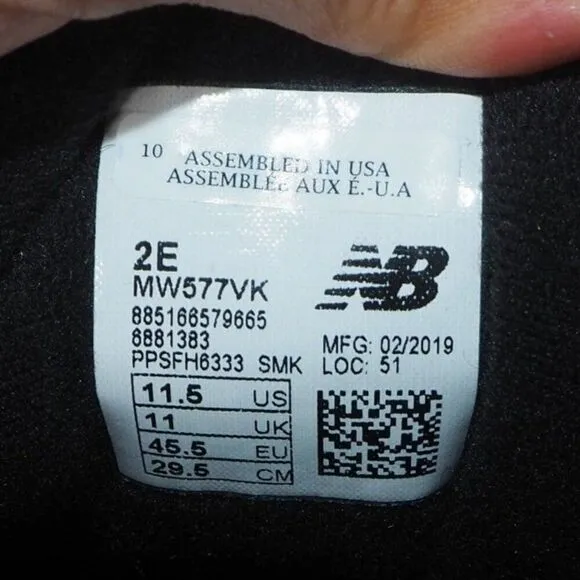 10 ASSEMBLED IN USA
ASSEMBLÉE AUX É.-U.A
2E
MW577VK
885166579665
6881383
PPSFH6333 SMK
MFG: 02/2019
LOC: 51
11.5 US
11 UK
45.5 EU
29.5 CM
NB